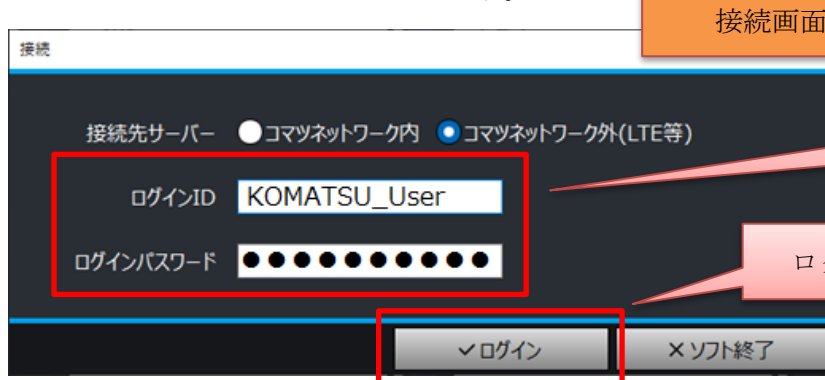 接続画面
接続
接続先サーバー コマツネットワーク内 コマツネットワーク外(LTE等)
ログインID KOMATSU_User
ログインパスワード ●●●●●●●●●●
ログ
✓ログイン ×ソフト終了